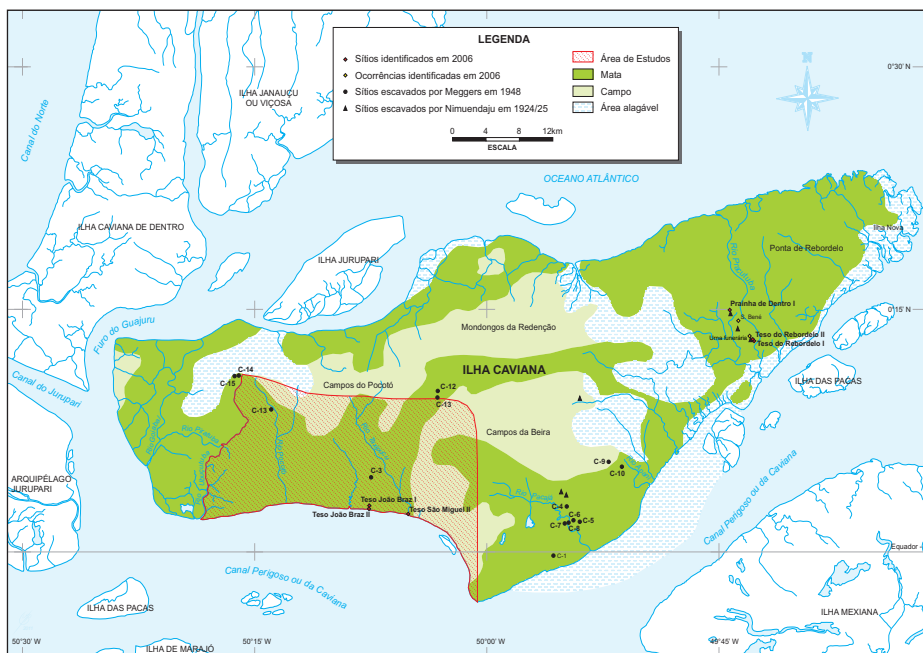 LEGENDA
Sítios identificados em 2006
Ocorrências identificadas em 2006
Sítios escavados por Meggers em 1948
Sítios escavados por Nimuendaju em 1924/25
0 4 8 12km
ESCALA
Área de Estudos
Mata
Campo
Área alagável
0°30' N
ILHA JANAUÇU
OU VIÇOSA
Canal do Norte
OCEANO ATLÂNTICO
ILHA CAVIANA DE DENTRO
ILHA JURUPARI
Ilha Nova
Ponta de Rebordelo
Prainha de Dentro I
0°15' N
Mondongos da Redenção
Teso do Rebordelo II
Teso do Rebordelo I
Furo do Guajuru
ILHA CAVIANA
Canal do Jurupari
C-14
C-15
Campos do Podotó
C-12
C-13
C-13
ILHA DAS PACAS
Campos da Beira
C-9
C-10
ARQUIPÉLAGO
JURUPARI
C-3
Teso João Braz I
Teso João Braz II
Teso São Miguel II
C-4
C-6
C-5
C-7
C-8
C-1
Canal Perigoso ou da Caviana
Equador
Canal Perigoso ou da Caviana
ILHA DAS PACAS
ILHA MEXIANA
ILHA DE MARAJÓ
50°30' W
50°15' W
50°00' W
49°45' W